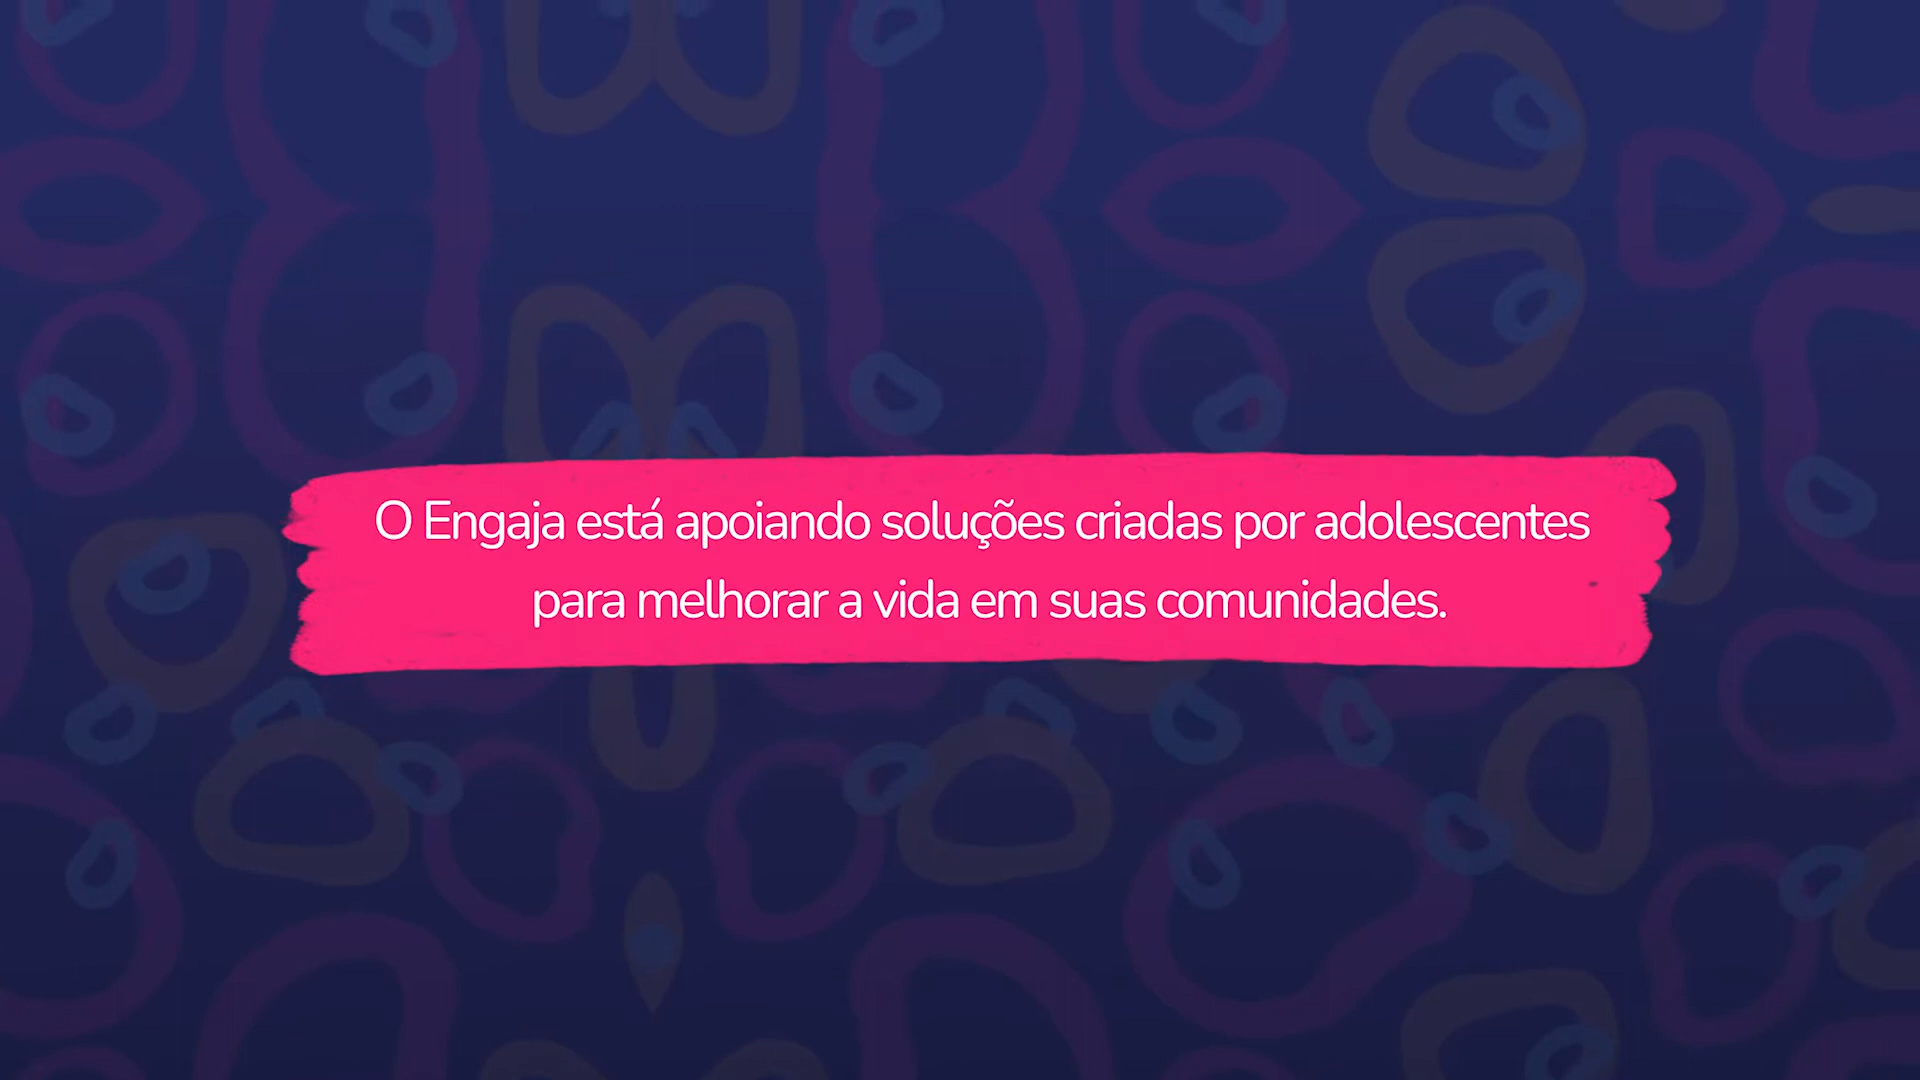 O Engaja está apoiando soluções criadas por adolescentes
para melhorar a vida em suas comunidades.